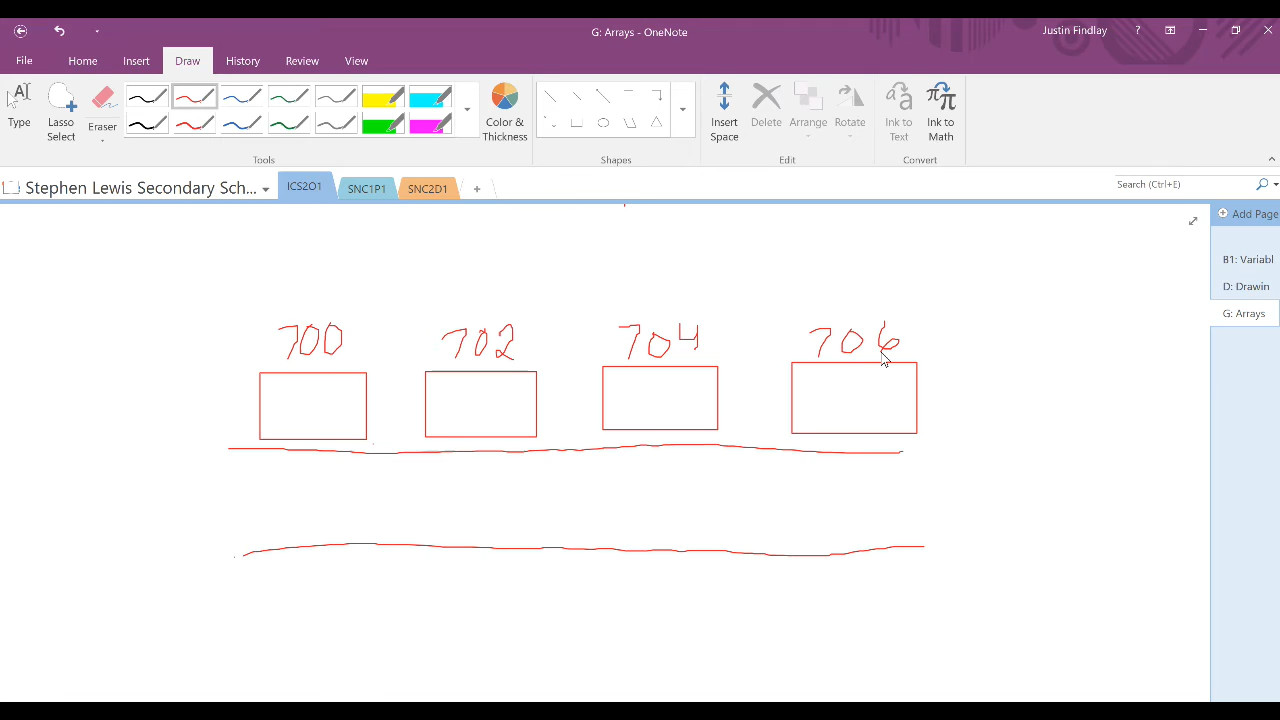 G: Arrays - OneNote
Justin Findlay
?
File
Home
Insert
Draw
History
Review
View
Type
Lasso
Select
Eraser
Color &
Thickness
Insert
Space
Delete
Arrange
Rotate
Ink to
Text
Ink to
Math
Tools
Shapes
Edit
Convert
Stephen Lewis Secondary Sch...
ICS2O1
SNC1P1
SNC2D1
+
Search (Ctrl+E)
Add Page
B1: Variabl
D: Drawin
G: Arrays
700 702 704 706